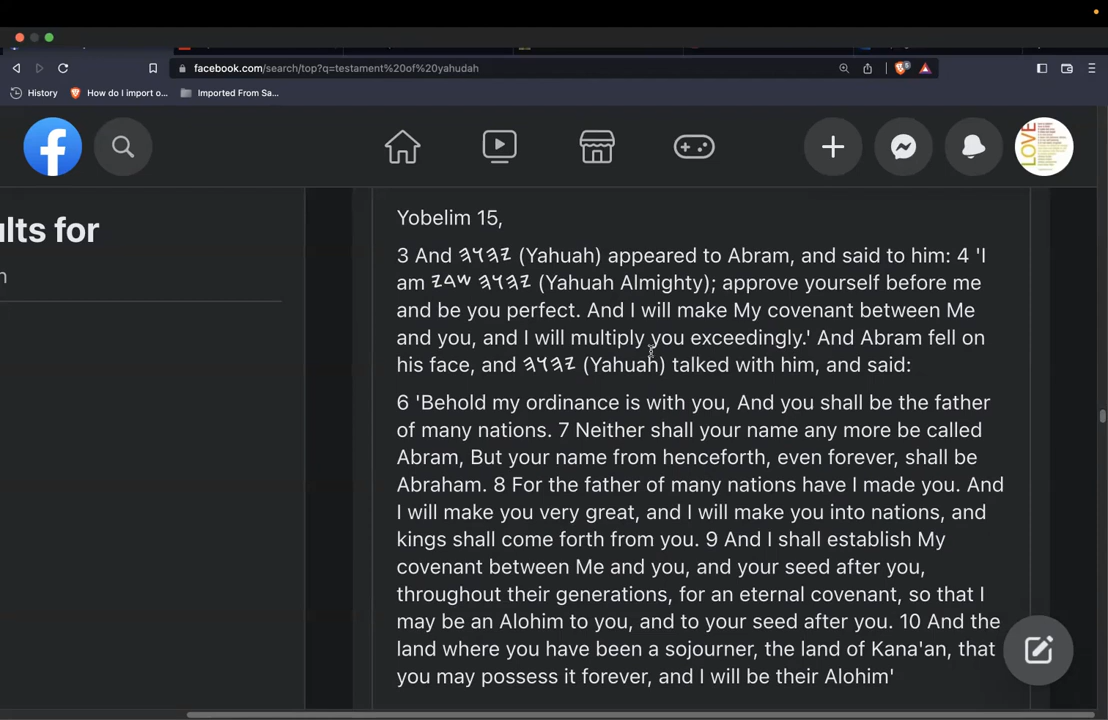 facebook.com/search/top?q=testament%20of%20yahudah
History
How do I import o...
Imported From Sa...
5
LOVE
ults for
n
Yobelim 15,
3 And 𐤉𐤄𐤅𐤄 (Yahuah) appeared to Abram, and said to him: 4 'I
am 𐤉𐤄𐤅𐤄 𐤔𐤃𐤉 (Yahuah Almighty); approve yourself before me
and be you perfect. And I will make My covenant between Me
and you, and I will multiply you exceedingly.' And Abram fell on
his face, and 𐤉𐤄𐤅𐤄 (Yahuah) talked with him, and said:
6 'Behold my ordinance is with you, And you shall be the father
of many nations. 7 Neither shall your name any more be called
Abram, But your name from henceforth, even forever, shall be
Abraham. 8 For the father of many nations have I made you. And
I will make you very great, and I will make you into nations, and
kings shall come forth from you. 9 And I shall establish My
covenant between Me and you, and your seed after you,
throughout their generations, for an eternal covenant, so that I
may be an Alohim to you, and to your seed after you. 10 And the
land where you have been a sojourner, the land of Kana'an, that
you may possess it forever, and I will be their Alohim'